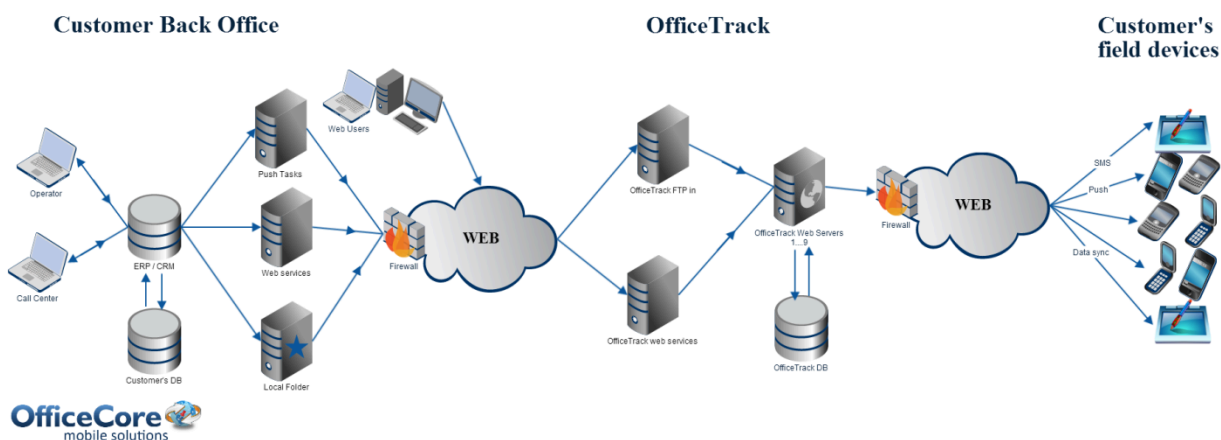 Customer Back Office
OfficeTrack
Customer's
field devices
Web Users
Push Tasks
Operator
OfficeTrack FTP in
SMS
Push
WEB
WEB
Firewall
Firewall
OfficeTrack Web Servers
1....9
Web services
ERP / CRM
Call Center
Data sync
OfficeTrack web services
Customer's DB
Local Folder
OfficeTrack DB
OfficeCore
mobile solutions